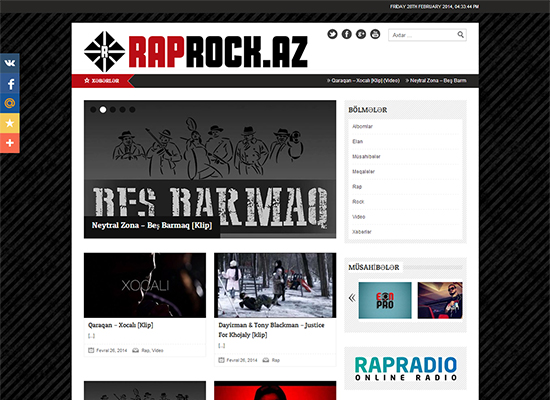 FRIDAY 28TH FEBRUARY 2014, 04:33:44 PM
RAPROCK.AZ
Axtar ...
XƏBƏRLƏR
» Qaraqan – Xocalı [Klip] (Video) » Neytral Zona – Beş Barm
BEŞ BARMAQ
Neytral Zona – Beş Barmaq [Klip]
BÖLMƏLƏR
Albomlar
Elan
Müsahibələr
Məqalələr
Rap
Rock
Video
Xəbərlər
XOCALI
Qaraqan – Xocalı [Klip]
[...]
Fevral 26, 2014 Rap, Video
Dayirman & Tony Blackman – Justice
For Khojaly [klip]
[...]
Fevral 26, 2014 Rap
MÜSAHİBƏLƏR
PRO
RAPRADIO
ONLINE RADIO